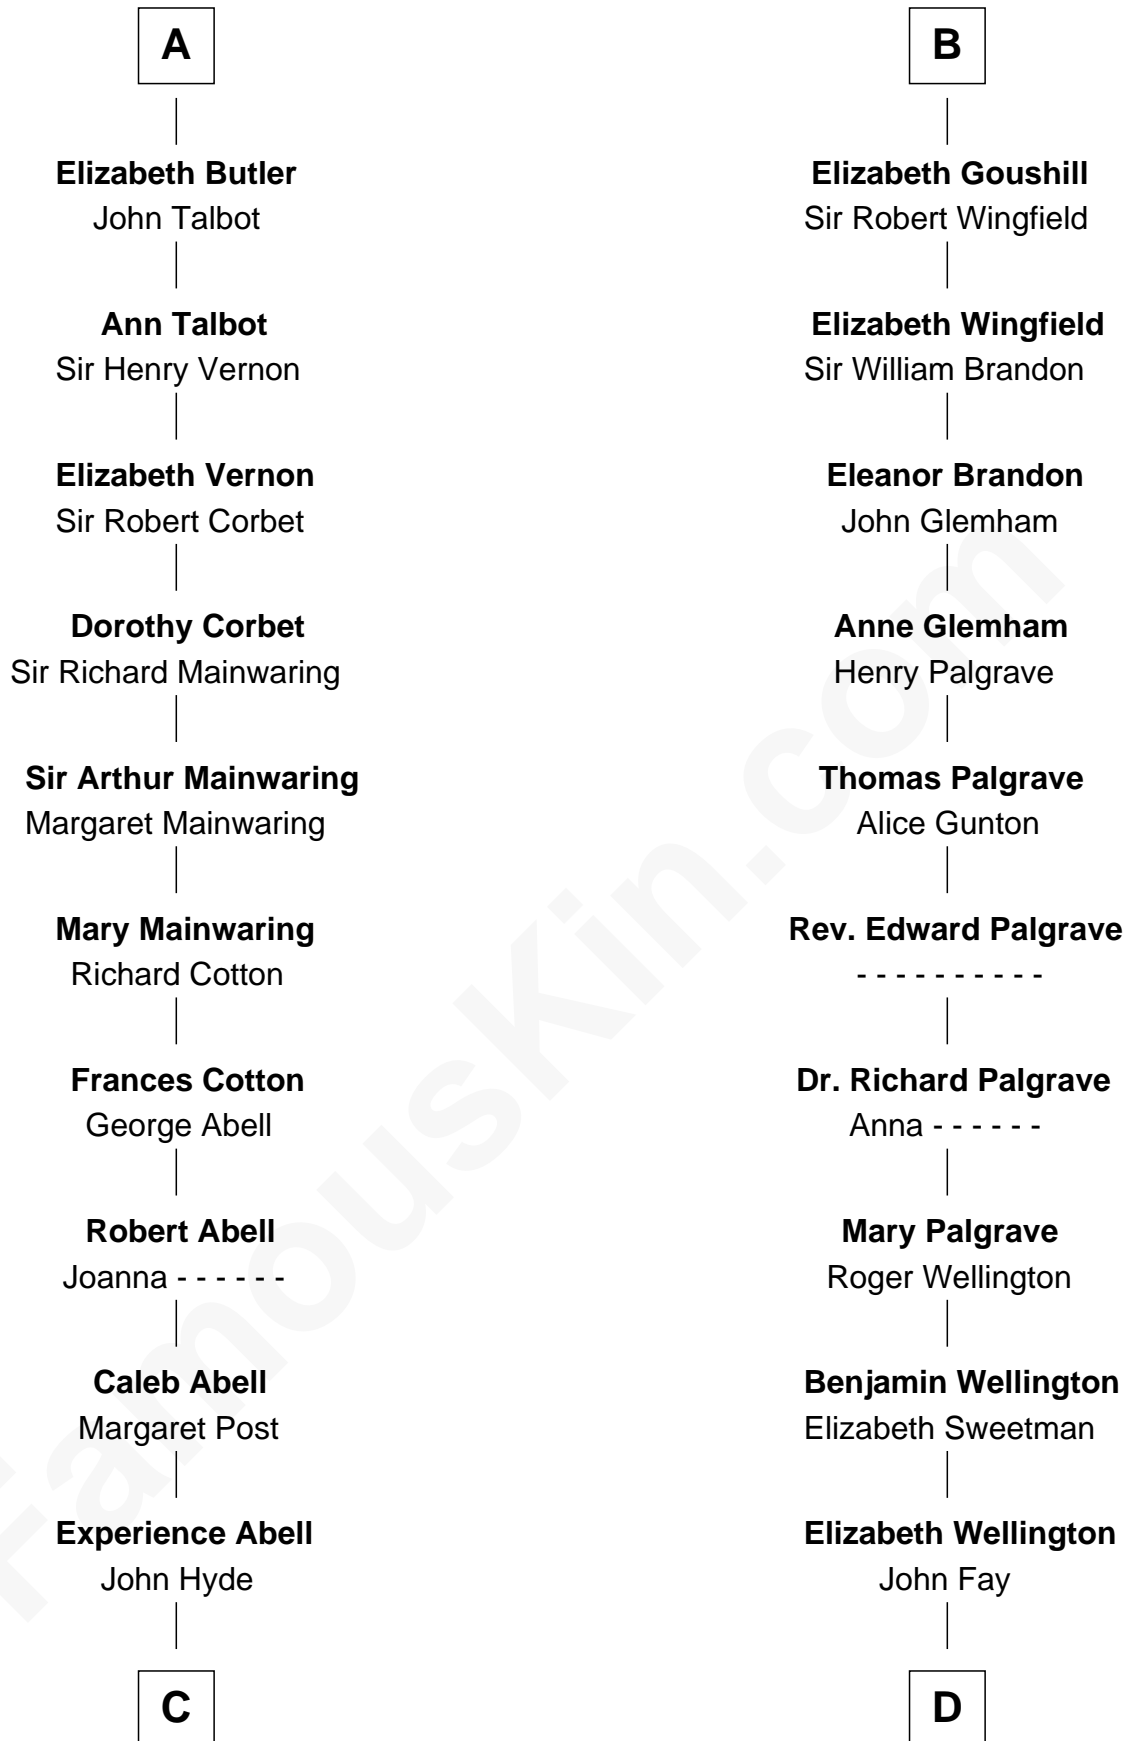 A
Elizabeth Butler
John Talbot
Ann Talbot
Sir Henry Vernon
Elizabeth Vernon
Sir Robert Corbet
Dorothy Corbet
Sir Richard Mainwaring
Sir Arthur Mainwaring
Margaret Mainwaring
Mary Mainwaring
Richard Cotton
Frances Cotton
George Abell
Robert Abell
Joanna - - - - - -
Caleb Abell
Margaret Post
Experience Abell
John Hyde
C
B
Elizabeth Goushill
Sir Robert Wingfield
Elizabeth Wingfield
Sir William Brandon
Eleanor Brandon
John Glemham
Anne Glemham
Henry Palgrave
Thomas Palgrave
Alice Gunton
Rev. Edward Palgrave
- - - - - - - - - -
Dr. Richard Palgrave
Anna - - - - - -
Mary Palgrave
Roger Wellington
Benjamin Wellington
Elizabeth Sweetman
Elizabeth Wellington
John Fay
D
FamousKin.com